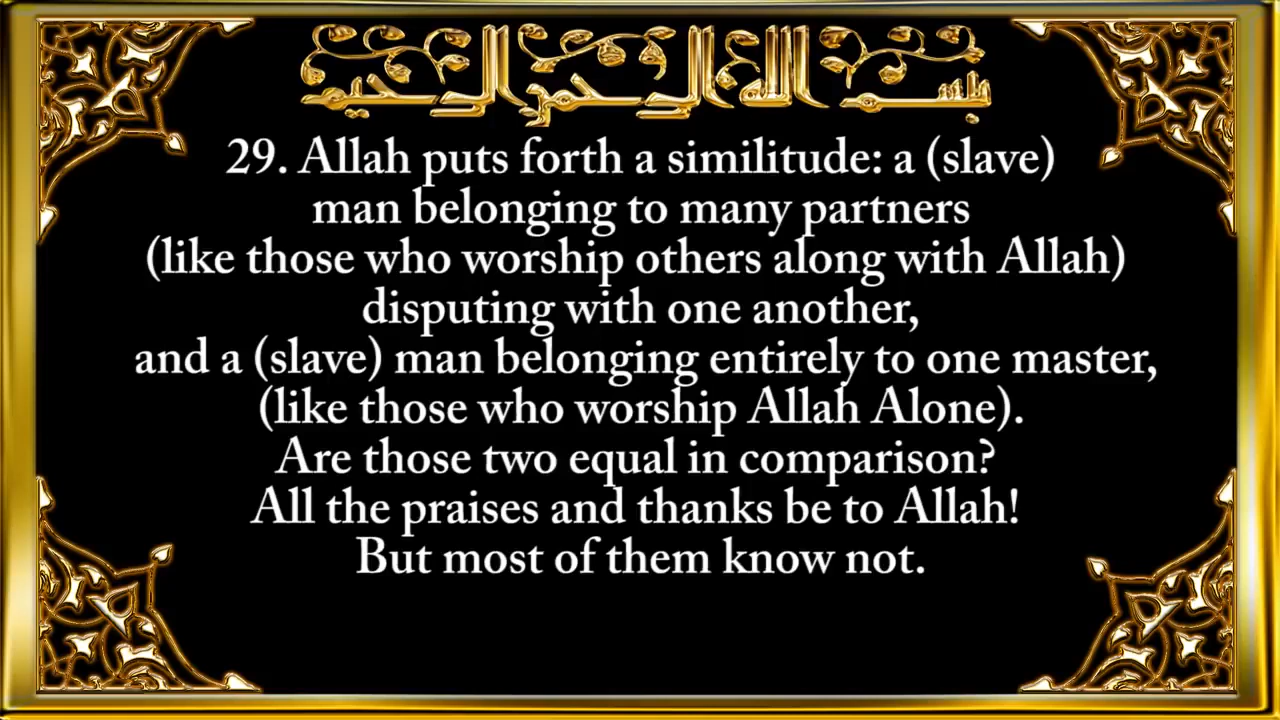 بسم الله الرحمن الرحيم
29. Allah puts forth a similitude: a (slave)
man belonging to many partners
(like those who worship others along with Allah)
disputing with one another,
and a (slave) man belonging entirely to one master,
(like those who worship Allah Alone).
Are those two equal in comparison?
All the praises and thanks be to Allah!
But most of them know not.